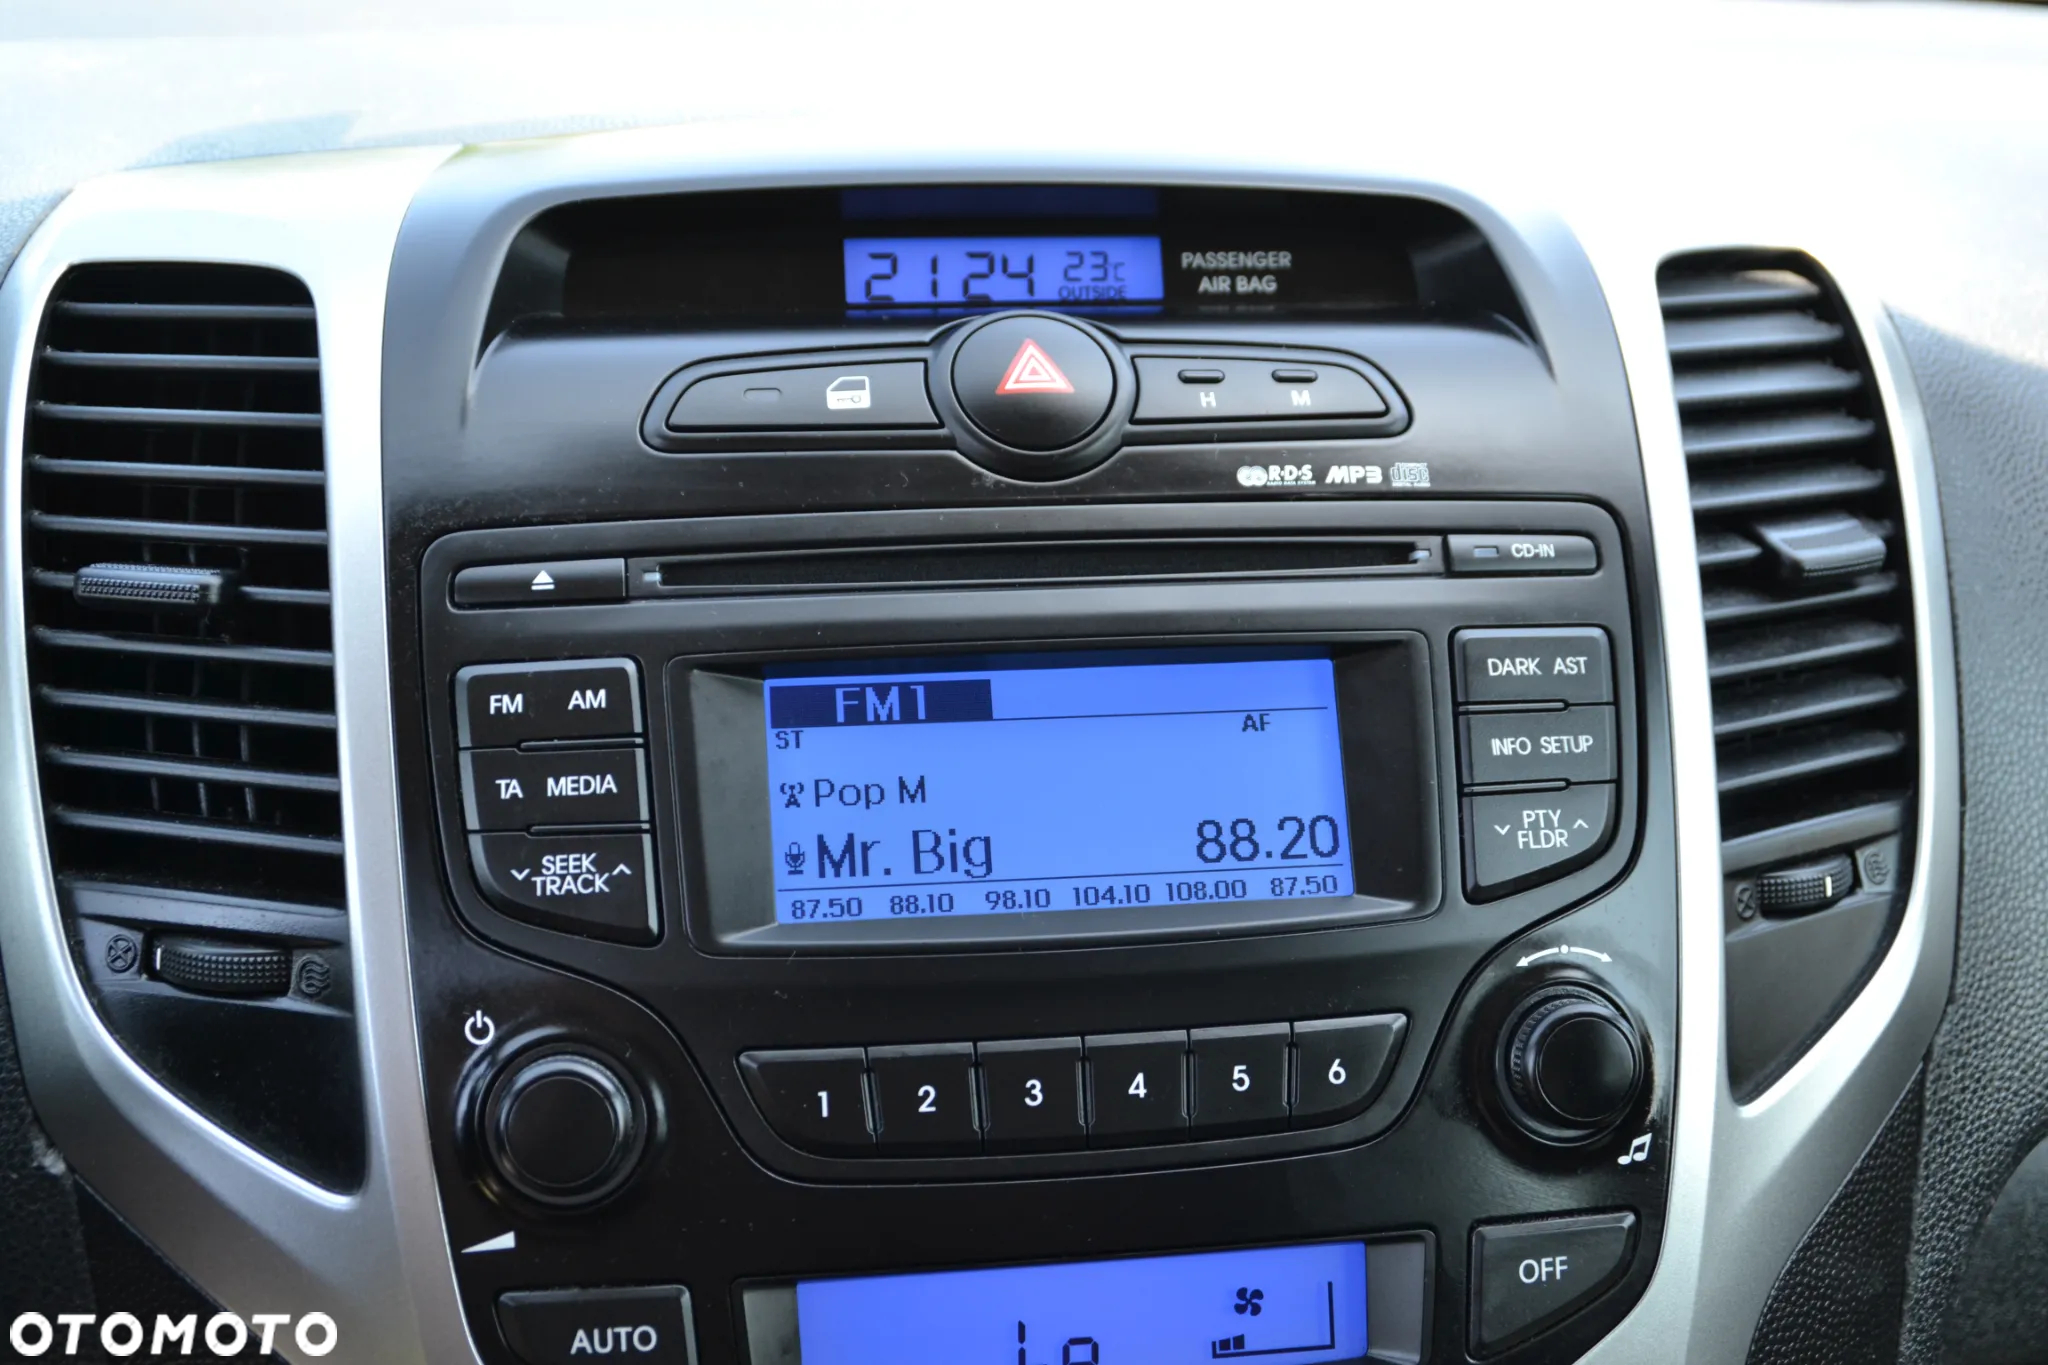 2124 23c
OUTSIDE
PASSENGER
AIR BAG
H M
R·D·S MP3 disc
CD-IN
FM AM
DARK AST
FM1
ST AF
TA MEDIA
INFO SETUP
Pop M
SEEK
TRACK
PTY
FLDR
Mr. Big 88.20
87.50 88.10 98.10 104.10 108.00 87.50
1 2 3 4 5 6
OFF
AUTO
OTOMOTO